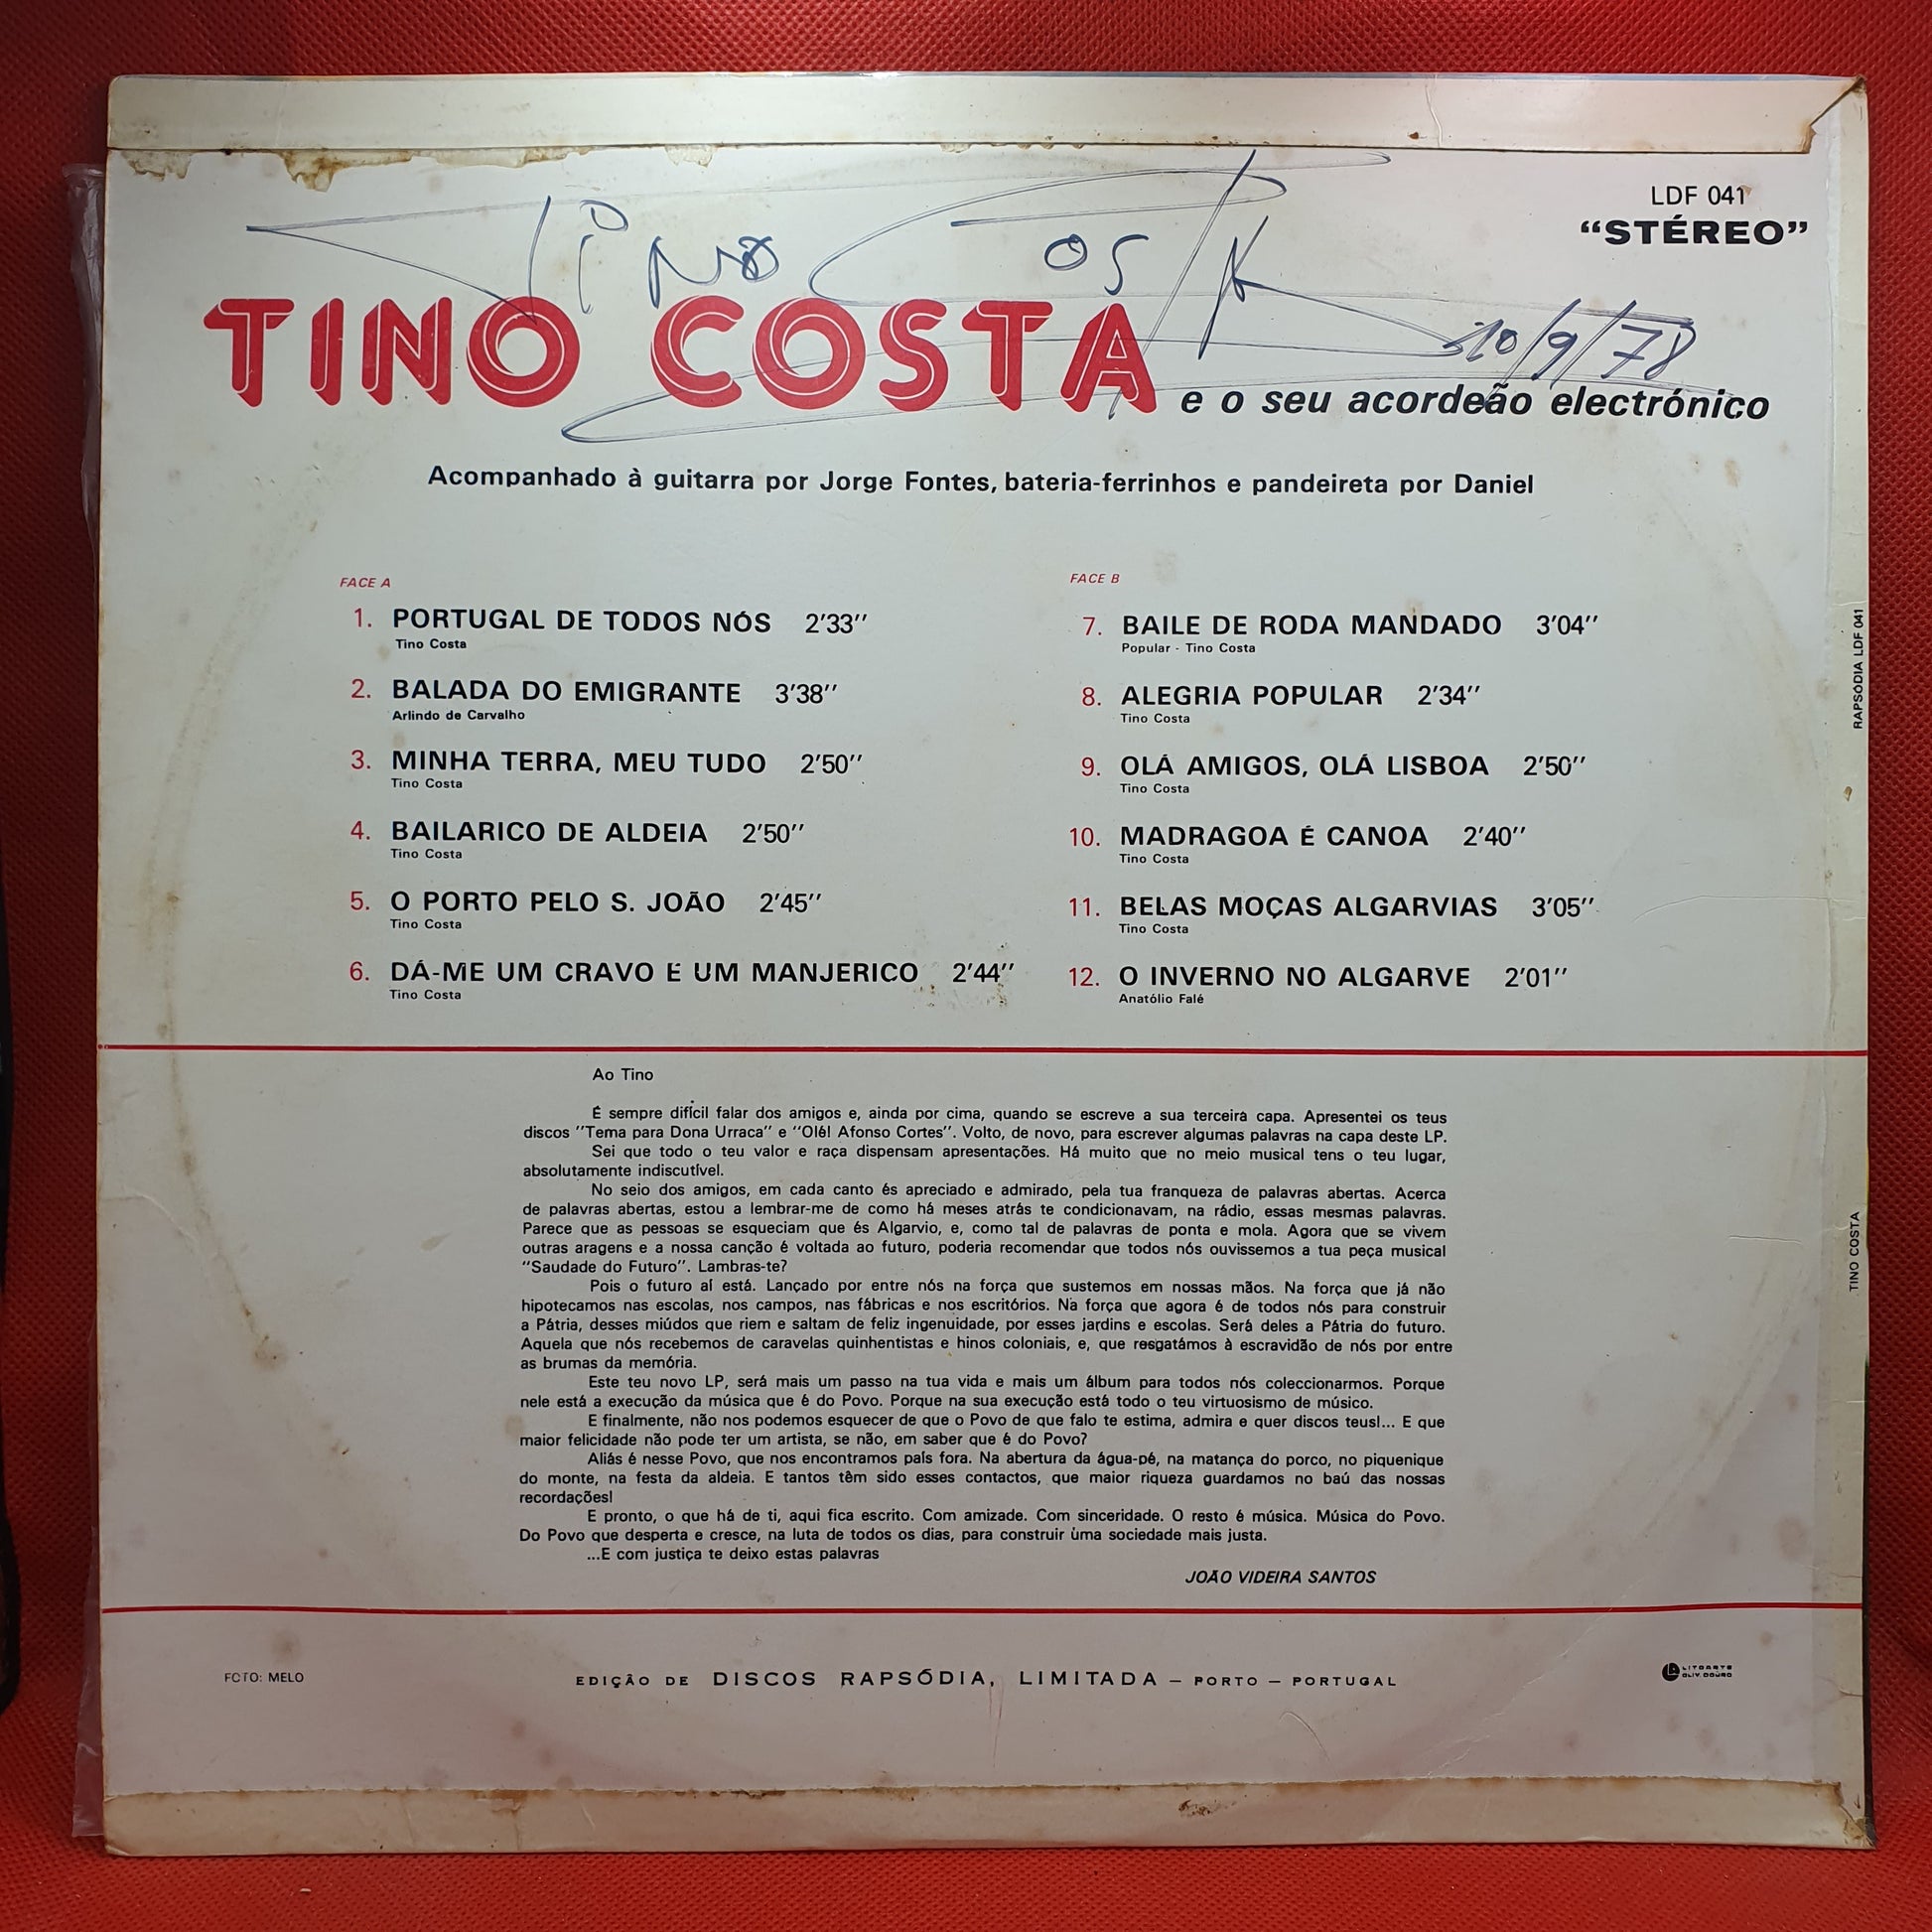 LDF 041
"STÉREO"
Tino Costa
10/9/78
TINO COSTA e o seu acordeão electrónico
Acompanhado à guitarra por Jorge Fontes, bateria-ferrinhos e pandeireta por Daniel
FACE A
1. PORTUGAL DE TODOS NÓS 2'33''
Tino Costa
2. BALADA DO EMIGRANTE 3'38''
Arlindo de Carvalho
3. MINHA TERRA, MEU TUDO 2'50''
Tino Costa
4. BAILARICO DE ALDEIA 2'50''
Tino Costa
5. O PORTO PELO S. JOÃO 2'45''
Tino Costa
6. DÁ-ME UM CRAVO E UM MANJERICO 2'44''
Tino Costa
FACE B
7. BAILE DE RODA MANDADO 3'04''
Popular - Tino Costa
8. ALEGRIA POPULAR 2'34''
Tino Costa
9. OLÁ AMIGOS, OLÁ LISBOA 2'50''
Tino Costa
10. MADRAGOA É CANOA 2'40''
Tino Costa
11. BELAS MOÇAS ALGARVIAS 3'05''
Tino Costa
12. O INVERNO NO ALGARVE 2'01''
Anatólio Falé
Ao Tino
É sempre difícil falar dos amigos e, ainda por cima, quando se escreve a sua terceira capa. Apresentei os teus
discos "Tema para Dona Urraca" e "Olé! Afonso Cortes". Volto, de novo, para escrever algumas palavras na capa deste LP.
Sei que todo o teu valor e raça dispensam apresentações. Há muito que no meio musical tens o teu lugar,
absolutamente indiscutível.
No seio dos amigos, em cada canto és apreciado e admirado, pela tua franqueza de palavras abertas. Acerca
de palavras abertas, estou a lembrar-me de como há meses atrás te condicionavam, na rádio, essas mesmas palavras.
Parece que as pessoas se esqueciam que és Algarvio, e, como tal de palavras de ponta e mola. Agora que se vivem
outras aragens e a nossa canção é voltada ao futuro, poderia recomendar que todos nós ouvissemos a tua peça musical
"Saudade do Futuro". Lambras-te?
Pois o futuro aí está. Lançado por entre nós na força que sustemos em nossas mãos. Na força que já não
hipotecamos nas escolas, nos campos, nas fábricas e nos escritórios. Na força que agora é de todos nós para construir
a Pátria, desses miúdos que riem e saltam de feliz ingenuidade, por esses jardins e escolas. Será deles a Pátria do futuro.
Aquela que nós recebemos de caravelas quinhentistas e hinos coloniais, e, que resgatámos à escravidão de nós por entre
as brumas da memória.
Este teu novo LP, será mais um passo na tua vida e mais um álbum para todos nós coleccionarmos. Porque
nele está a execução da música que é do Povo. Porque na sua execução está todo o teu virtuosismo de músico.
E finalmente, não nos podemos esquecer de que o Povo de que falo te estima, admira e quer discos teus!... E que
maior felicidade não pode ter um artista, se não, em saber que é do Povo?
Aliás é nesse Povo, que nos encontramos país fora. Na abertura da água-pé, na matança do porco, no piquenique
do monte, na festa da aldeia. E tantos têm sido esses contactos, que maior riqueza guardamos no baú das nossas
recordações!
E pronto, o que há de ti, aqui fica escrito. Com amizade. Com sinceridade. O resto é música. Música do Povo.
Do Povo que desperta e cresce, na luta de todos os dias, para construir uma sociedade mais justa.
...E com justiça te deixo estas palavras
JOÃO VIDEIRA SANTOS
FOTO: MELO
EDIÇÃO DE DISCOS RAPSÓDIA, LIMITADA — PORTO — PORTUGAL
LITOARTE
OLIV. DOURO
RAPSÓDIA LDF 041
TINO COSTA